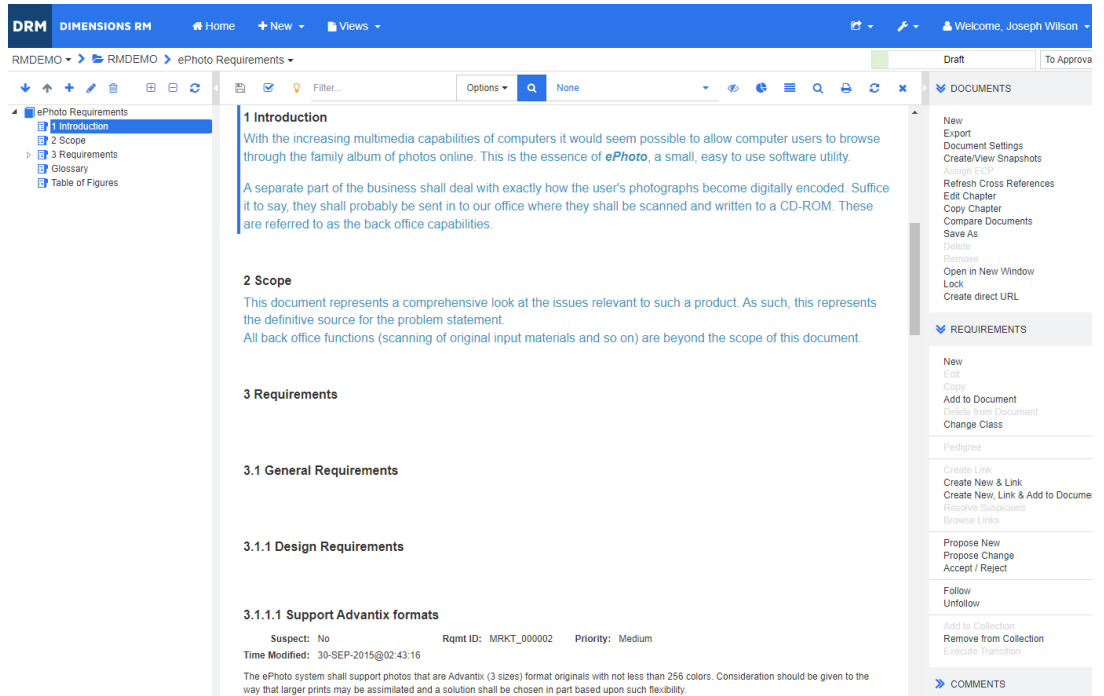 DRM DIMENSIONS RM Home New Views Welcome, Joseph Wilson
RMDEMO RMDEMO ePhoto Requirements Draft To Approva
Filter... Options None
ePhoto Requirements
1 Introduction
2 Scope
3 Requirements
Glossary
Table of Figures
1 Introduction
With the increasing multimedia capabilities of computers it would seem possible to allow computer users to browse
through the family album of photos online. This is the essence of ePhoto, a small, easy to use software utility.
A separate part of the business shall deal with exactly how the user's photographs become digitally encoded. Suffice
it to say, they shall probably be sent in to our office where they shall be scanned and written to a CD-ROM. These
are referred to as the back office capabilities.
2 Scope
This document represents a comprehensive look at the issues relevant to such a product. As such, this represents
the definitive source for the problem statement.
All back office functions (scanning of original input materials and so on) are beyond the scope of this document.
3 Requirements
3.1 General Requirements
3.1.1 Design Requirements
3.1.1.1 Support Advantix formats
Suspect: No Rqmt ID: MRKT_000002 Priority: Medium
Time Modified: 30-SEP-2015@02:43:16
The ePhoto system shall support photos that are Advantix (3 sizes) format originals with not less than 256 colors. Consideration should be given to the
way that larger prints may be assimilated and a solution shall be chosen in part based upon such flexibility.
DOCUMENTS
New
Export
Document Settings
Create/View Snapshots
Assign ECP
Refresh Cross References
Edit Chapter
Copy Chapter
Compare Documents
Save As
Delete
Remove
Open in New Window
Lock
Create direct URL
REQUIREMENTS
New
Edit
Copy
Add to Document
Delete from Document
Change Class
Pedigree
Create Link
Create New & Link
Create New, Link & Add to Docume
Resolve Suspicions
Browse Links
Propose New
Propose Change
Accept / Reject
Follow
Unfollow
Add to Collection
Remove from Collection
Execute Transition
COMMENTS